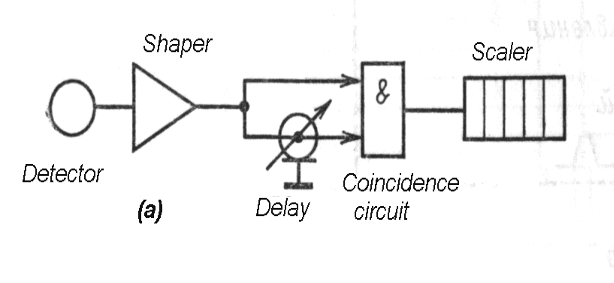 Shaper
Scaler
&
Detector
(a)
Delay
Coincidence
circuit